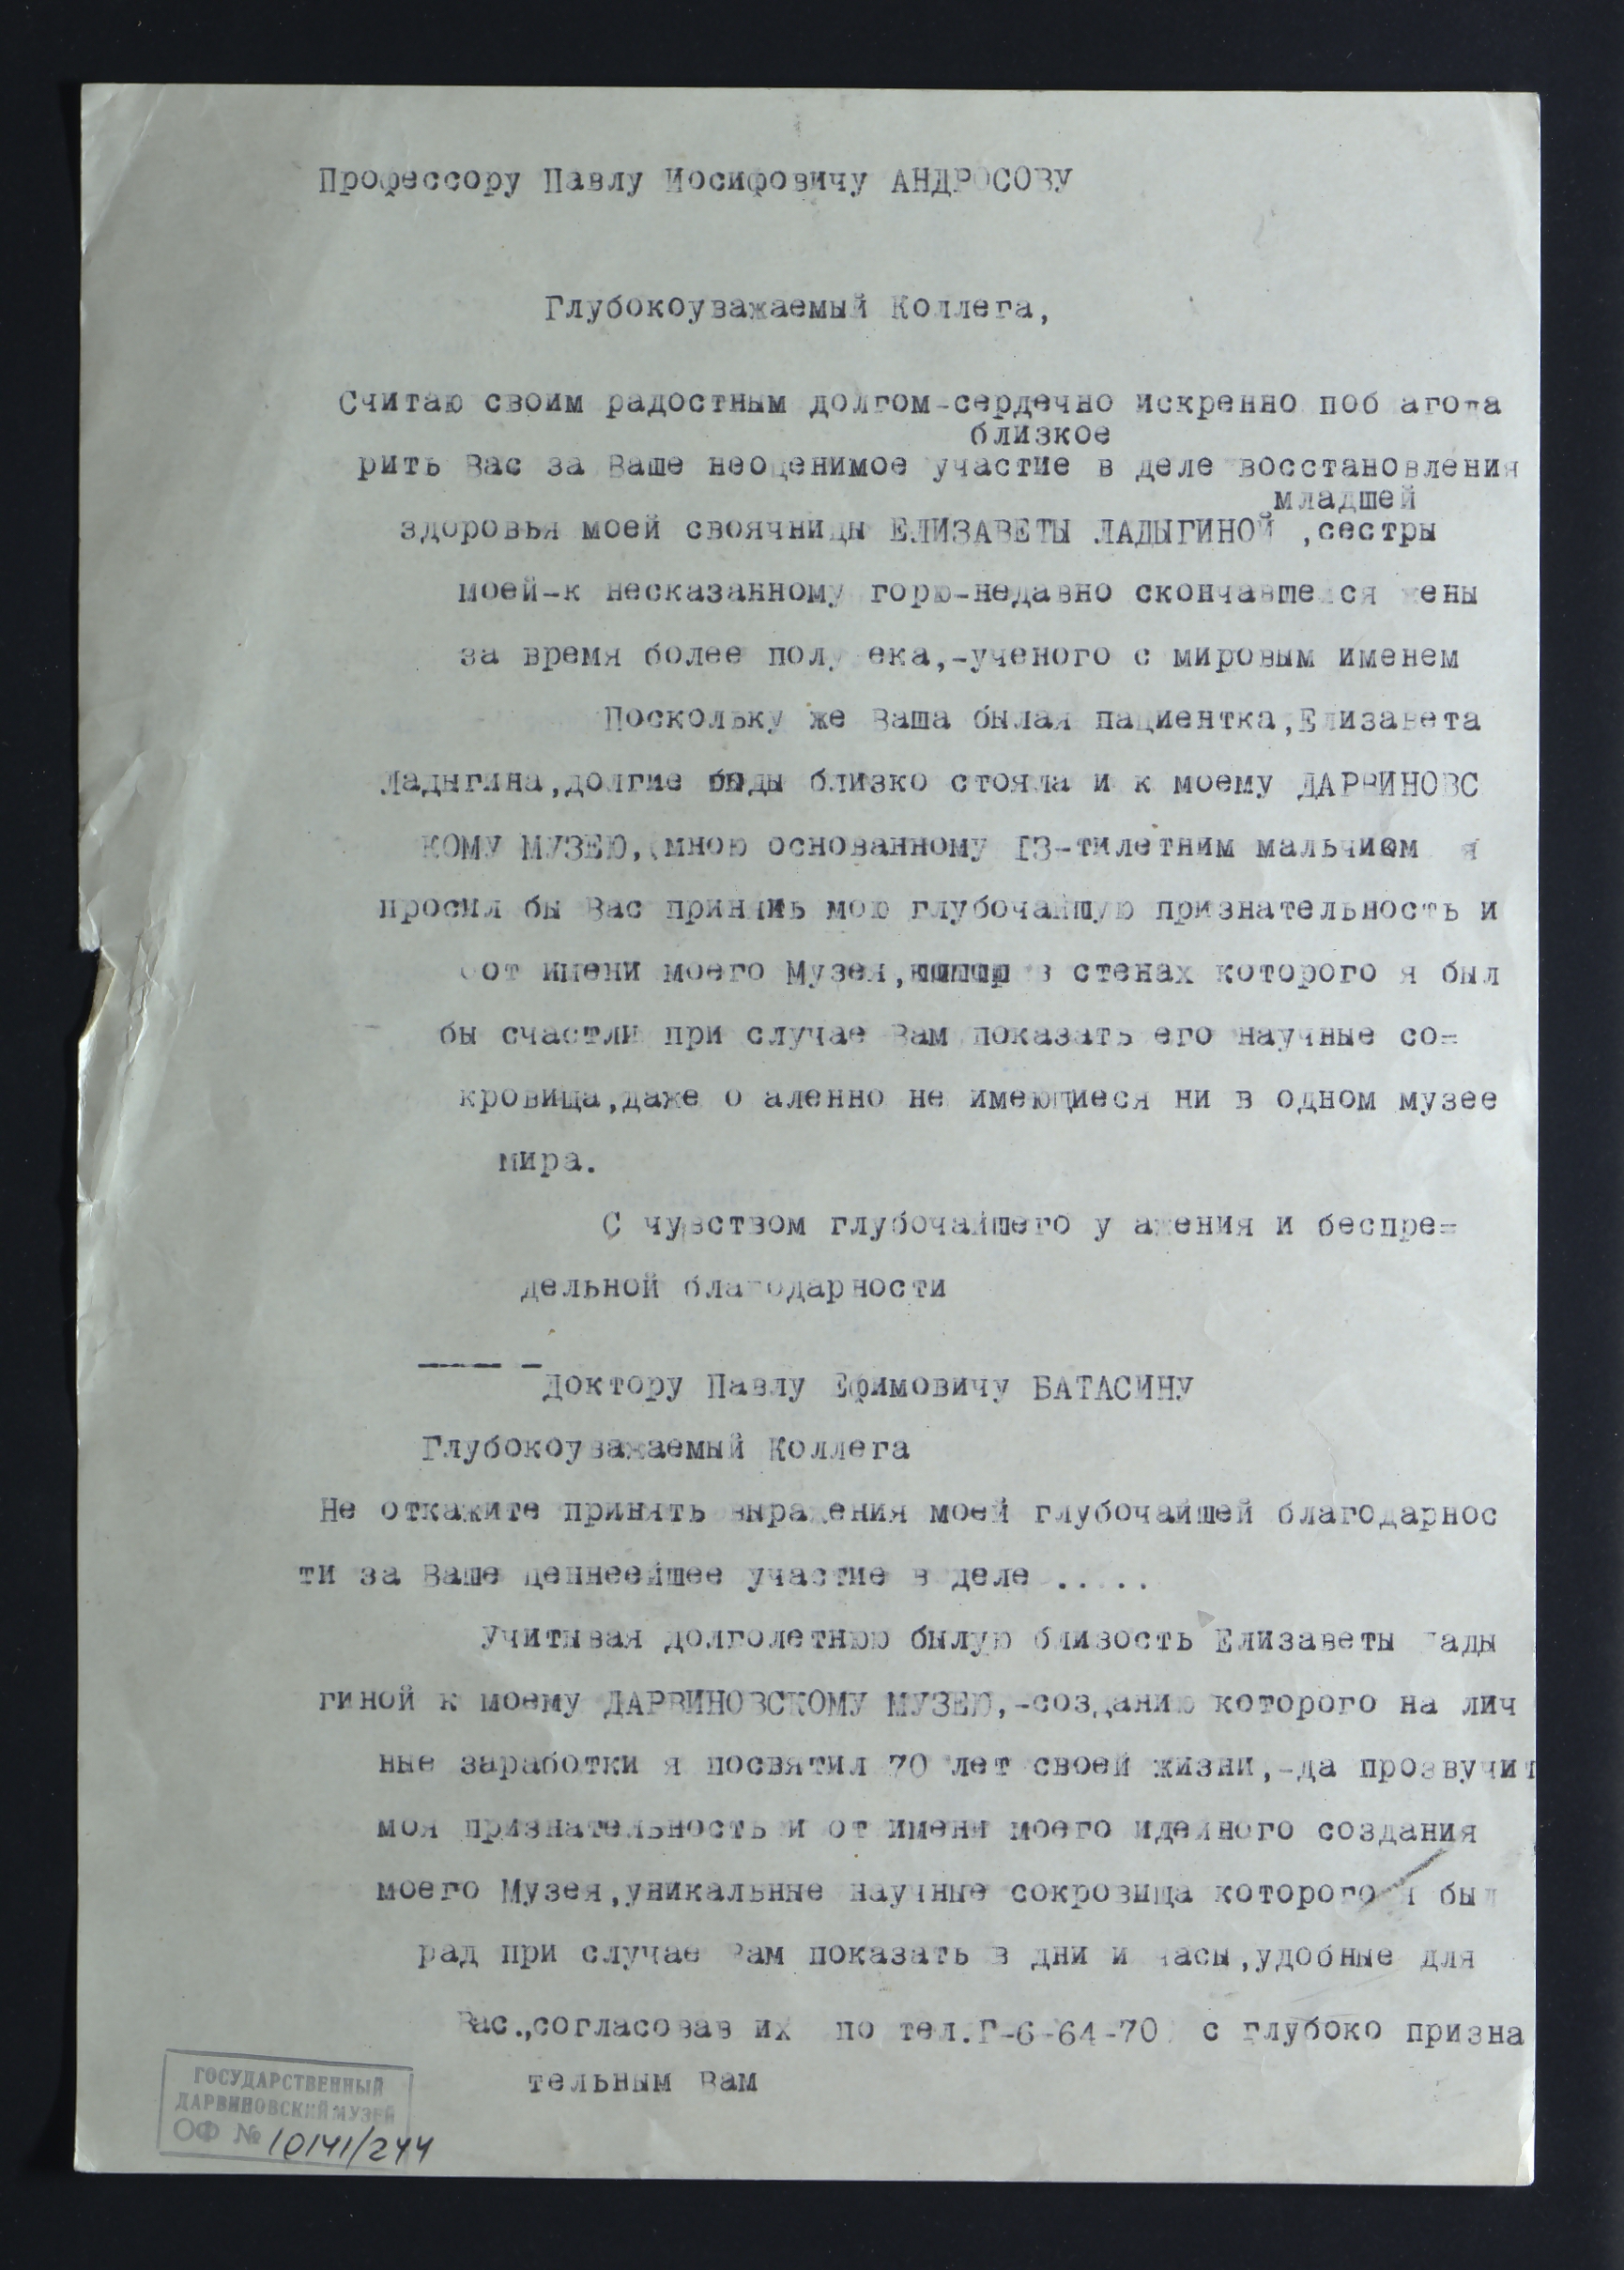 Профессору Павлу Иосифовичу АНДРОСОВУ
Глубокоуважаемый Коллега,
Считаю своим радостным долгом-сердечно искренно поб агода
близкое
рить Вас за Ваше неоценимое участие в деле восстановления
младшей
здоровья моей своячницы ЕЛИЗАВЕТЫ ЛАДЫГИНОЙ ,сестры
моей-к несказанному горю-недавно скончавшейся жены
за время более полу ека,-ученого с мировым именем
Поскольку же Ваша былая пациентка,Елизавета
Ладыгина,долгие близко стояла и к моему ДАРВИНОВС
КОМУ МУЗЕЮ,(мною основанному I3-тилетним мальчиком я
просил бы Вас принять мою глубочайшую признательность и
от имени моего Музея, в стенах которого я был
бы счастлив при случае Вам показать его научные со=
кровища,даже о аленно не имеющиеся ни в одном музее
мира.
С чувством глубочайшего у ажения и беспре=
дельной благодарности
Доктору Павлу Ефимовичу БАТАСИНУ
Глубокоуважаемый Коллега
Не откажите принять выражения моей глубочайшей благодарнос
ти за Ваше ценнеейшее участие в деле .....
Учитывая долголетнюю былую близость Елизаветы Лады
гиной к моему ДАРВИНОВСКОМУ МУЗЕЮ,-созданию которого на лич
ные заработки я посвятил 70 лет своей жизни,-да прозвучит
моя признательность и от имени моего идейного создания
моего Музея,уникальные научные сокровища которого я был
рад при случае Вам показать в дни и часы,удобные для
Вас.,согласовав их по тел.Г-6-64-70 с глубоко призна
тельным Вам
ГОСУДАРСТВЕННЫЙ
ДАРВИНОВСКИЙ МУЗЕЙ
ОФ № 10141/244